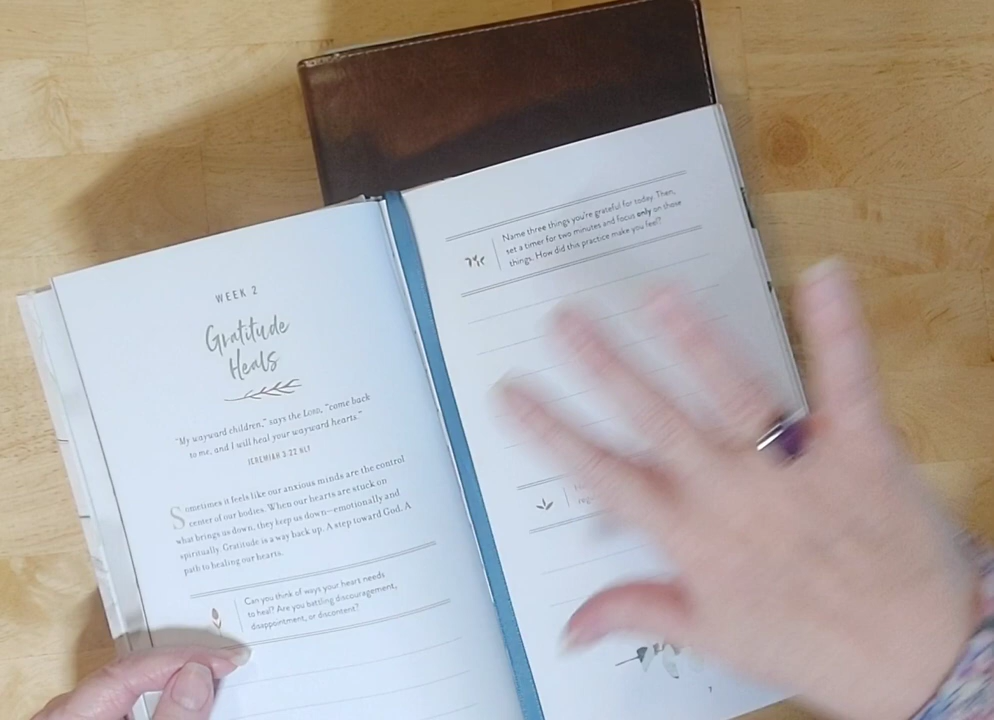 WEEK 2
Gratitude
Heals
"My wayward children," says the LORD, "come back
to me, and I will heal your wayward hearts."
JEREMIAH 3:22 NLT
Sometimes it feels like our anxious minds are the control
center of our bodies. When our hearts are stuck on
what brings us down, they keep us down—emotionally and
spiritually. Gratitude is a way back up. A step toward God. A
path to healing our hearts.
Can you think of ways your heart needs
to heal? Are you battling discouragement,
disappointment, or discontent?
Name three things you're grateful for today. Then,
set a timer for two minutes and focus only on those
things. How did this practice make you feel?
7